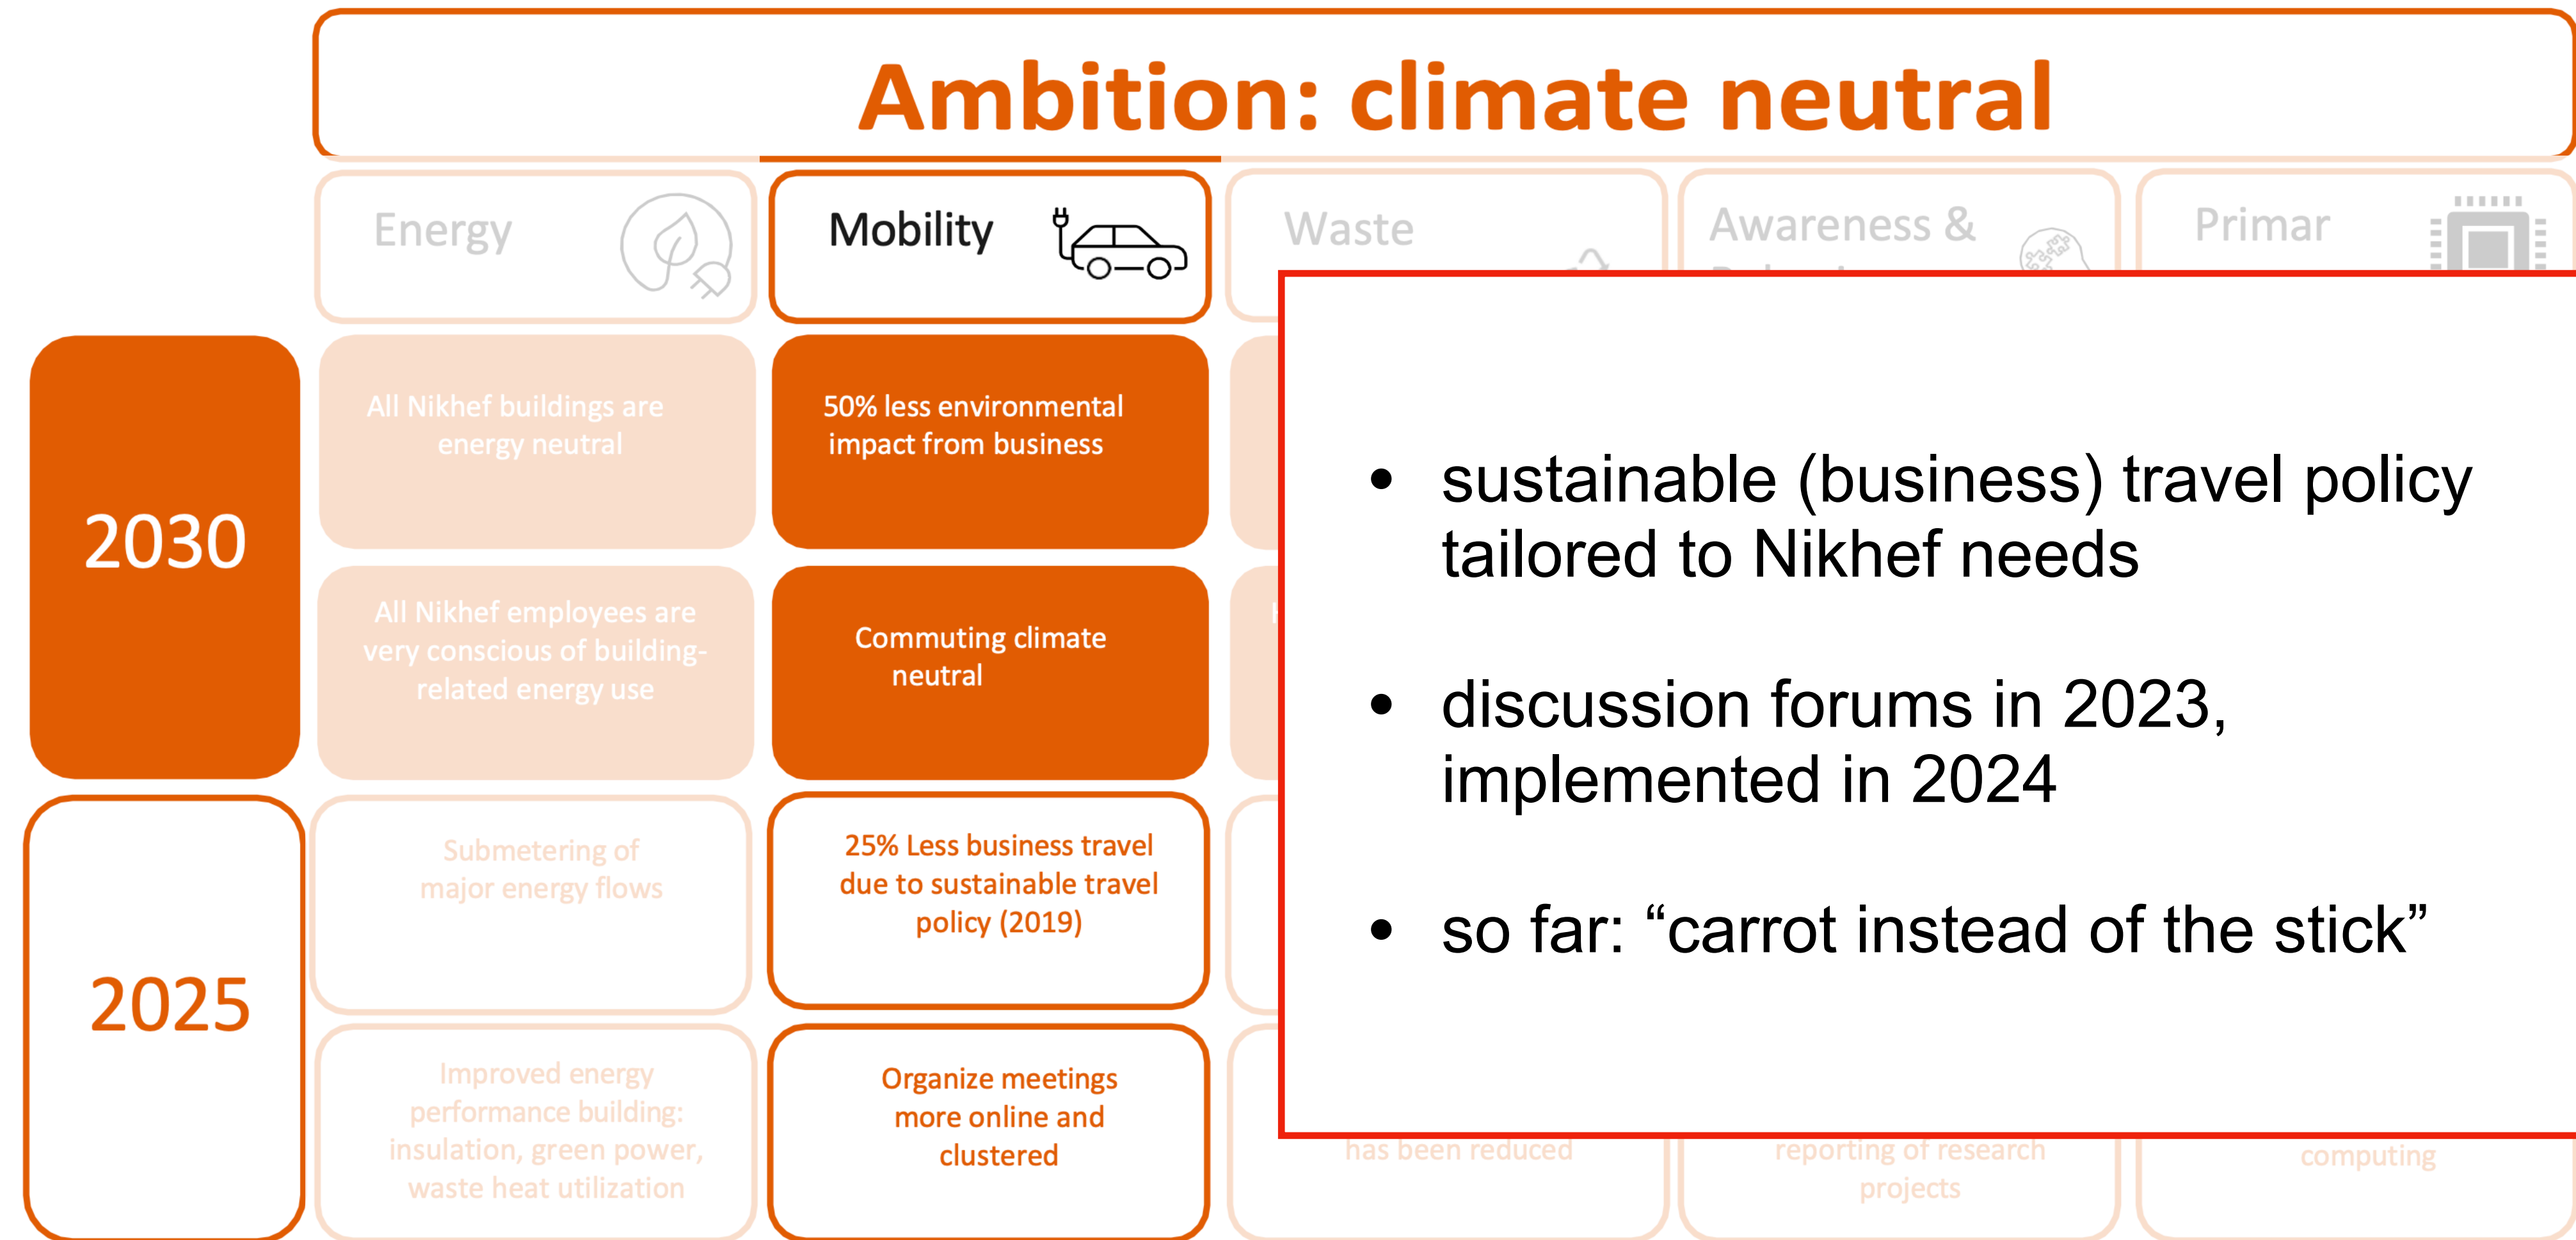 Ambition: climate neutral
Energy
Mobility
Waste
Awareness &
Primar
2030
All Nikhef buildings are
energy neutral
50% less environmental
impact from business
All Nikhef employees are
very conscious of building-
related energy use
Commuting climate
neutral
2025
Submetering of
major energy flows
25% Less business travel
due to sustainable travel
policy (2019)
Improved energy
performance building:
insulation, green power,
waste heat utilization
Organize meetings
more online and
clustered
has been reduced
reporting of research
projects
computing
• sustainable (business) travel policy
tailored to Nikhef needs
• discussion forums in 2023,
implemented in 2024
• so far: “carrot instead of the stick”